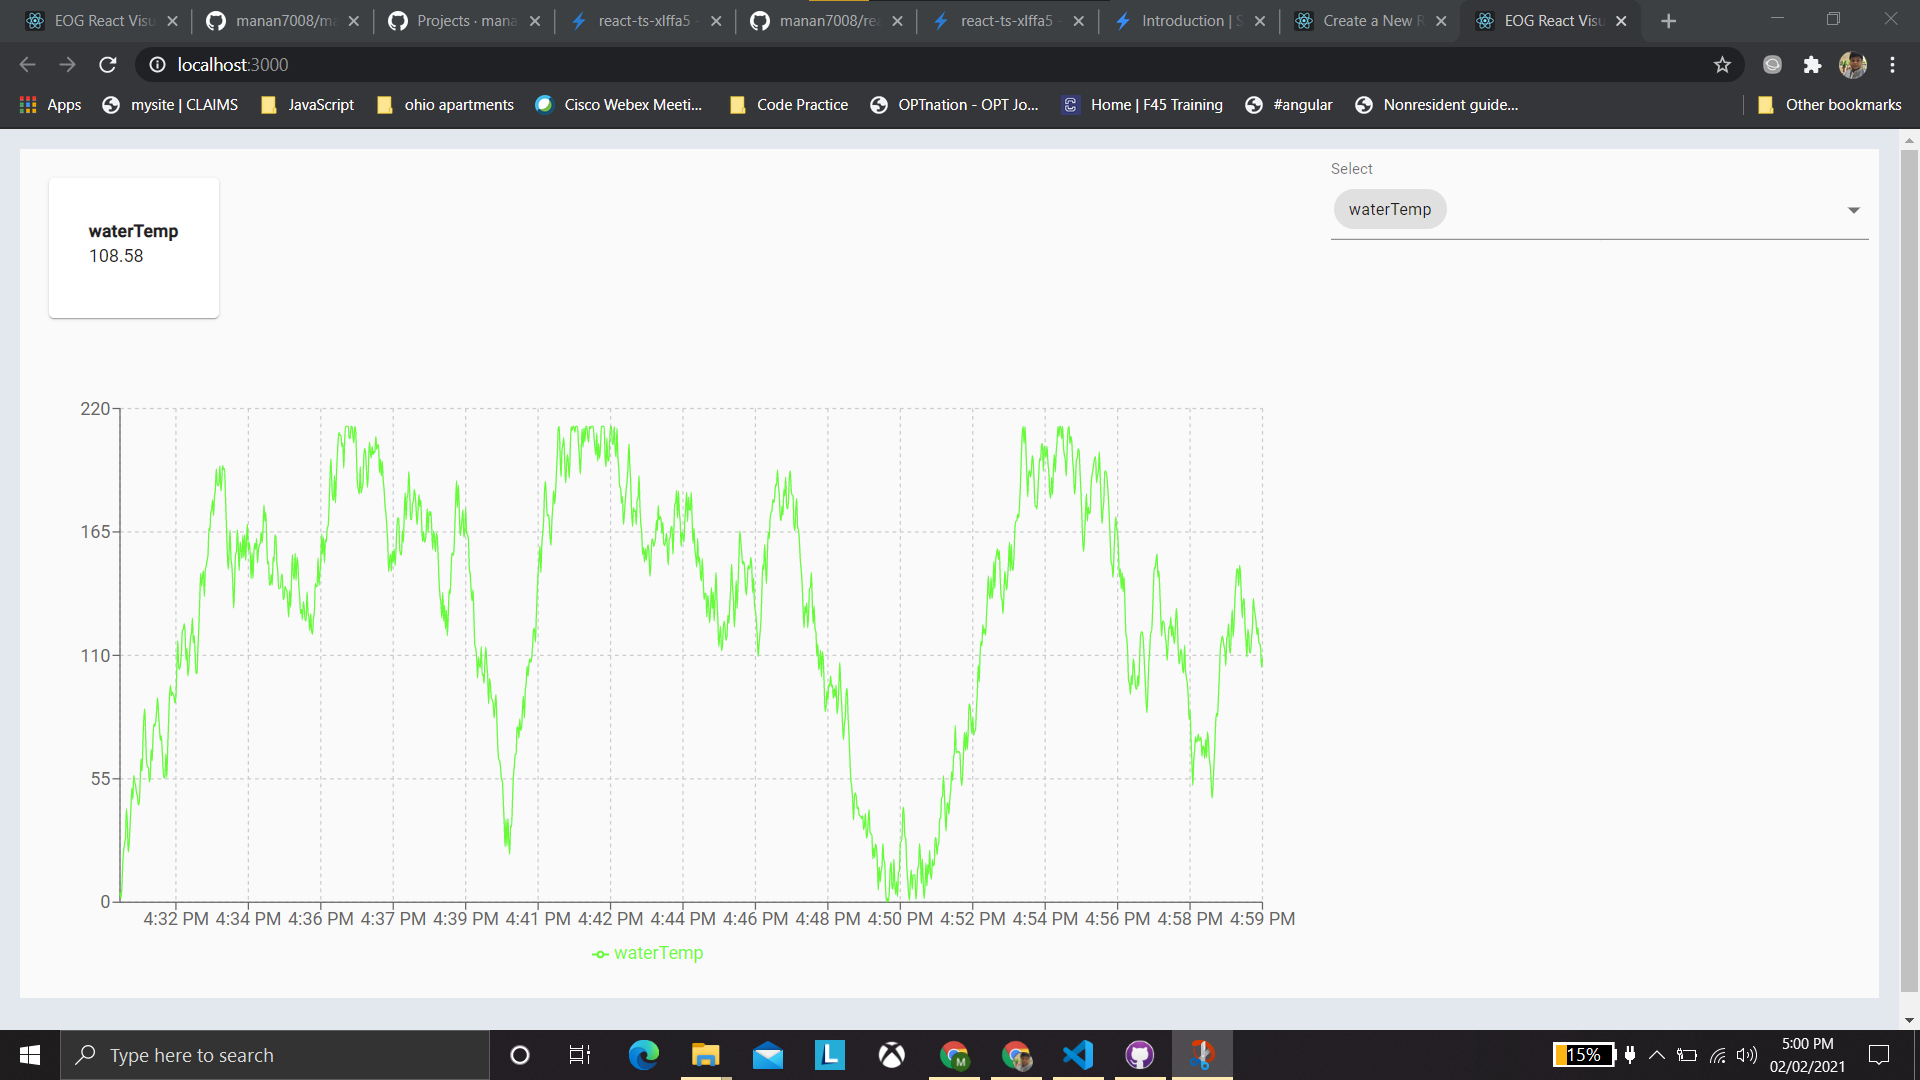 EOG React Visu
manan7008/ma
Projects · mana
react-ts-xlffa5 -
manan7008/rea
react-ts-xlffa5 -
Introduction | S
Create a New R
EOG React Visu
localhost:3000
Apps
mysite | CLAIMS
JavaScript
ohio apartments
Cisco Webex Meeti...
Code Practice
OPTnation - OPT Jo...
Home | F45 Training
#angular
Nonresident guide...
Other bookmarks
Select
waterTemp
waterTemp
108.58
220
165
110
55
0
4:32 PM 4:34 PM 4:36 PM 4:37 PM 4:39 PM 4:41 PM 4:42 PM 4:44 PM 4:46 PM 4:48 PM 4:50 PM 4:52 PM 4:54 PM 4:56 PM 4:58 PM 4:59 PM
waterTemp
Type here to search
15%
5:00 PM
02/02/2021